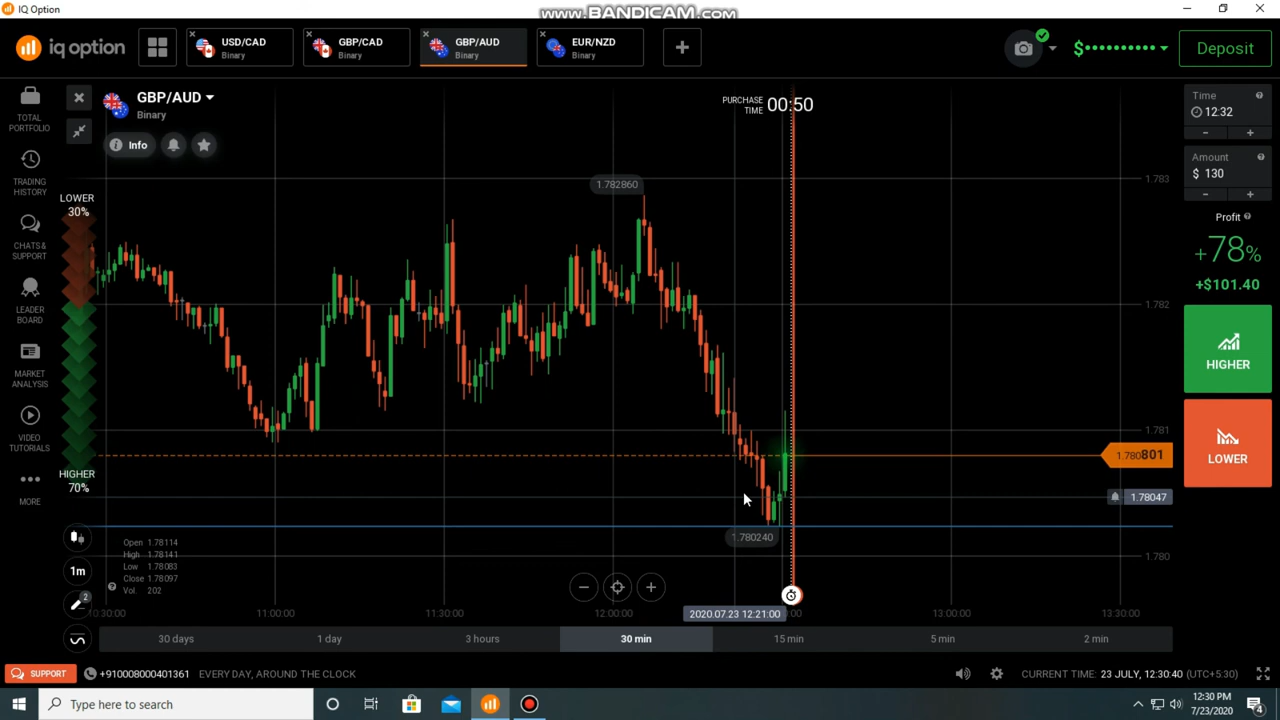 IQ Option
www.BANDICAM.com
iq option
USD/CAD
Binary
GBP/CAD
Binary
GBP/AUD
Binary
EUR/NZD
Binary
$••••••••••
Deposit
TOTAL
PORTFOLIO
TRADING
HISTORY
CHATS &
SUPPORT
LEADER
BOARD
MARKET
ANALYSIS
VIDEO
TUTORIALS
MORE
GBP/AUD
Binary
Info
LOWER
30%
HIGHER
70%
1m
2
PURCHASE
TIME
00:50
1.782860
1.780240
1.783
1.782
1.781
1.780801
1.78047
1.780
Open 1.78114
High 1.78141
Low 1.78083
Close 1.78097
Vol. 202
10:30:00
11:00:00
11:30:00
12:00:00
2020.07.23 12:21:00
13:00:00
13:30:00
30 days
1 day
3 hours
30 min
15 min
5 min
2 min
Time
12:32
- +
Amount
$ 130
- +
Profit
+78%
+$101.40
HIGHER
LOWER
SUPPORT
+910008000401361
EVERY DAY, AROUND THE CLOCK
CURRENT TIME: 23 JULY, 12:30:40 (UTC+5:30)
Type here to search
12:30 PM
7/23/2020
4